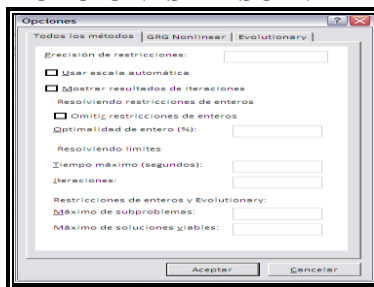 Opciones
Todos los métodos GRG Nonlinear Evolutionary
Precisión de restricciones:
Usar escala automática
Mostrar resultados de iteraciones
Resolviendo restricciones de enteros
Omitir restricciones de enteros
Optimalidad de entero (%):
Resolviendo límites
Tiempo máximo (segundos):
Iteraciones:
Restricciones de enteros y Evolutionary:
Máximo de subproblemas:
Máximo de soluciones viables:
Aceptar Cancelar